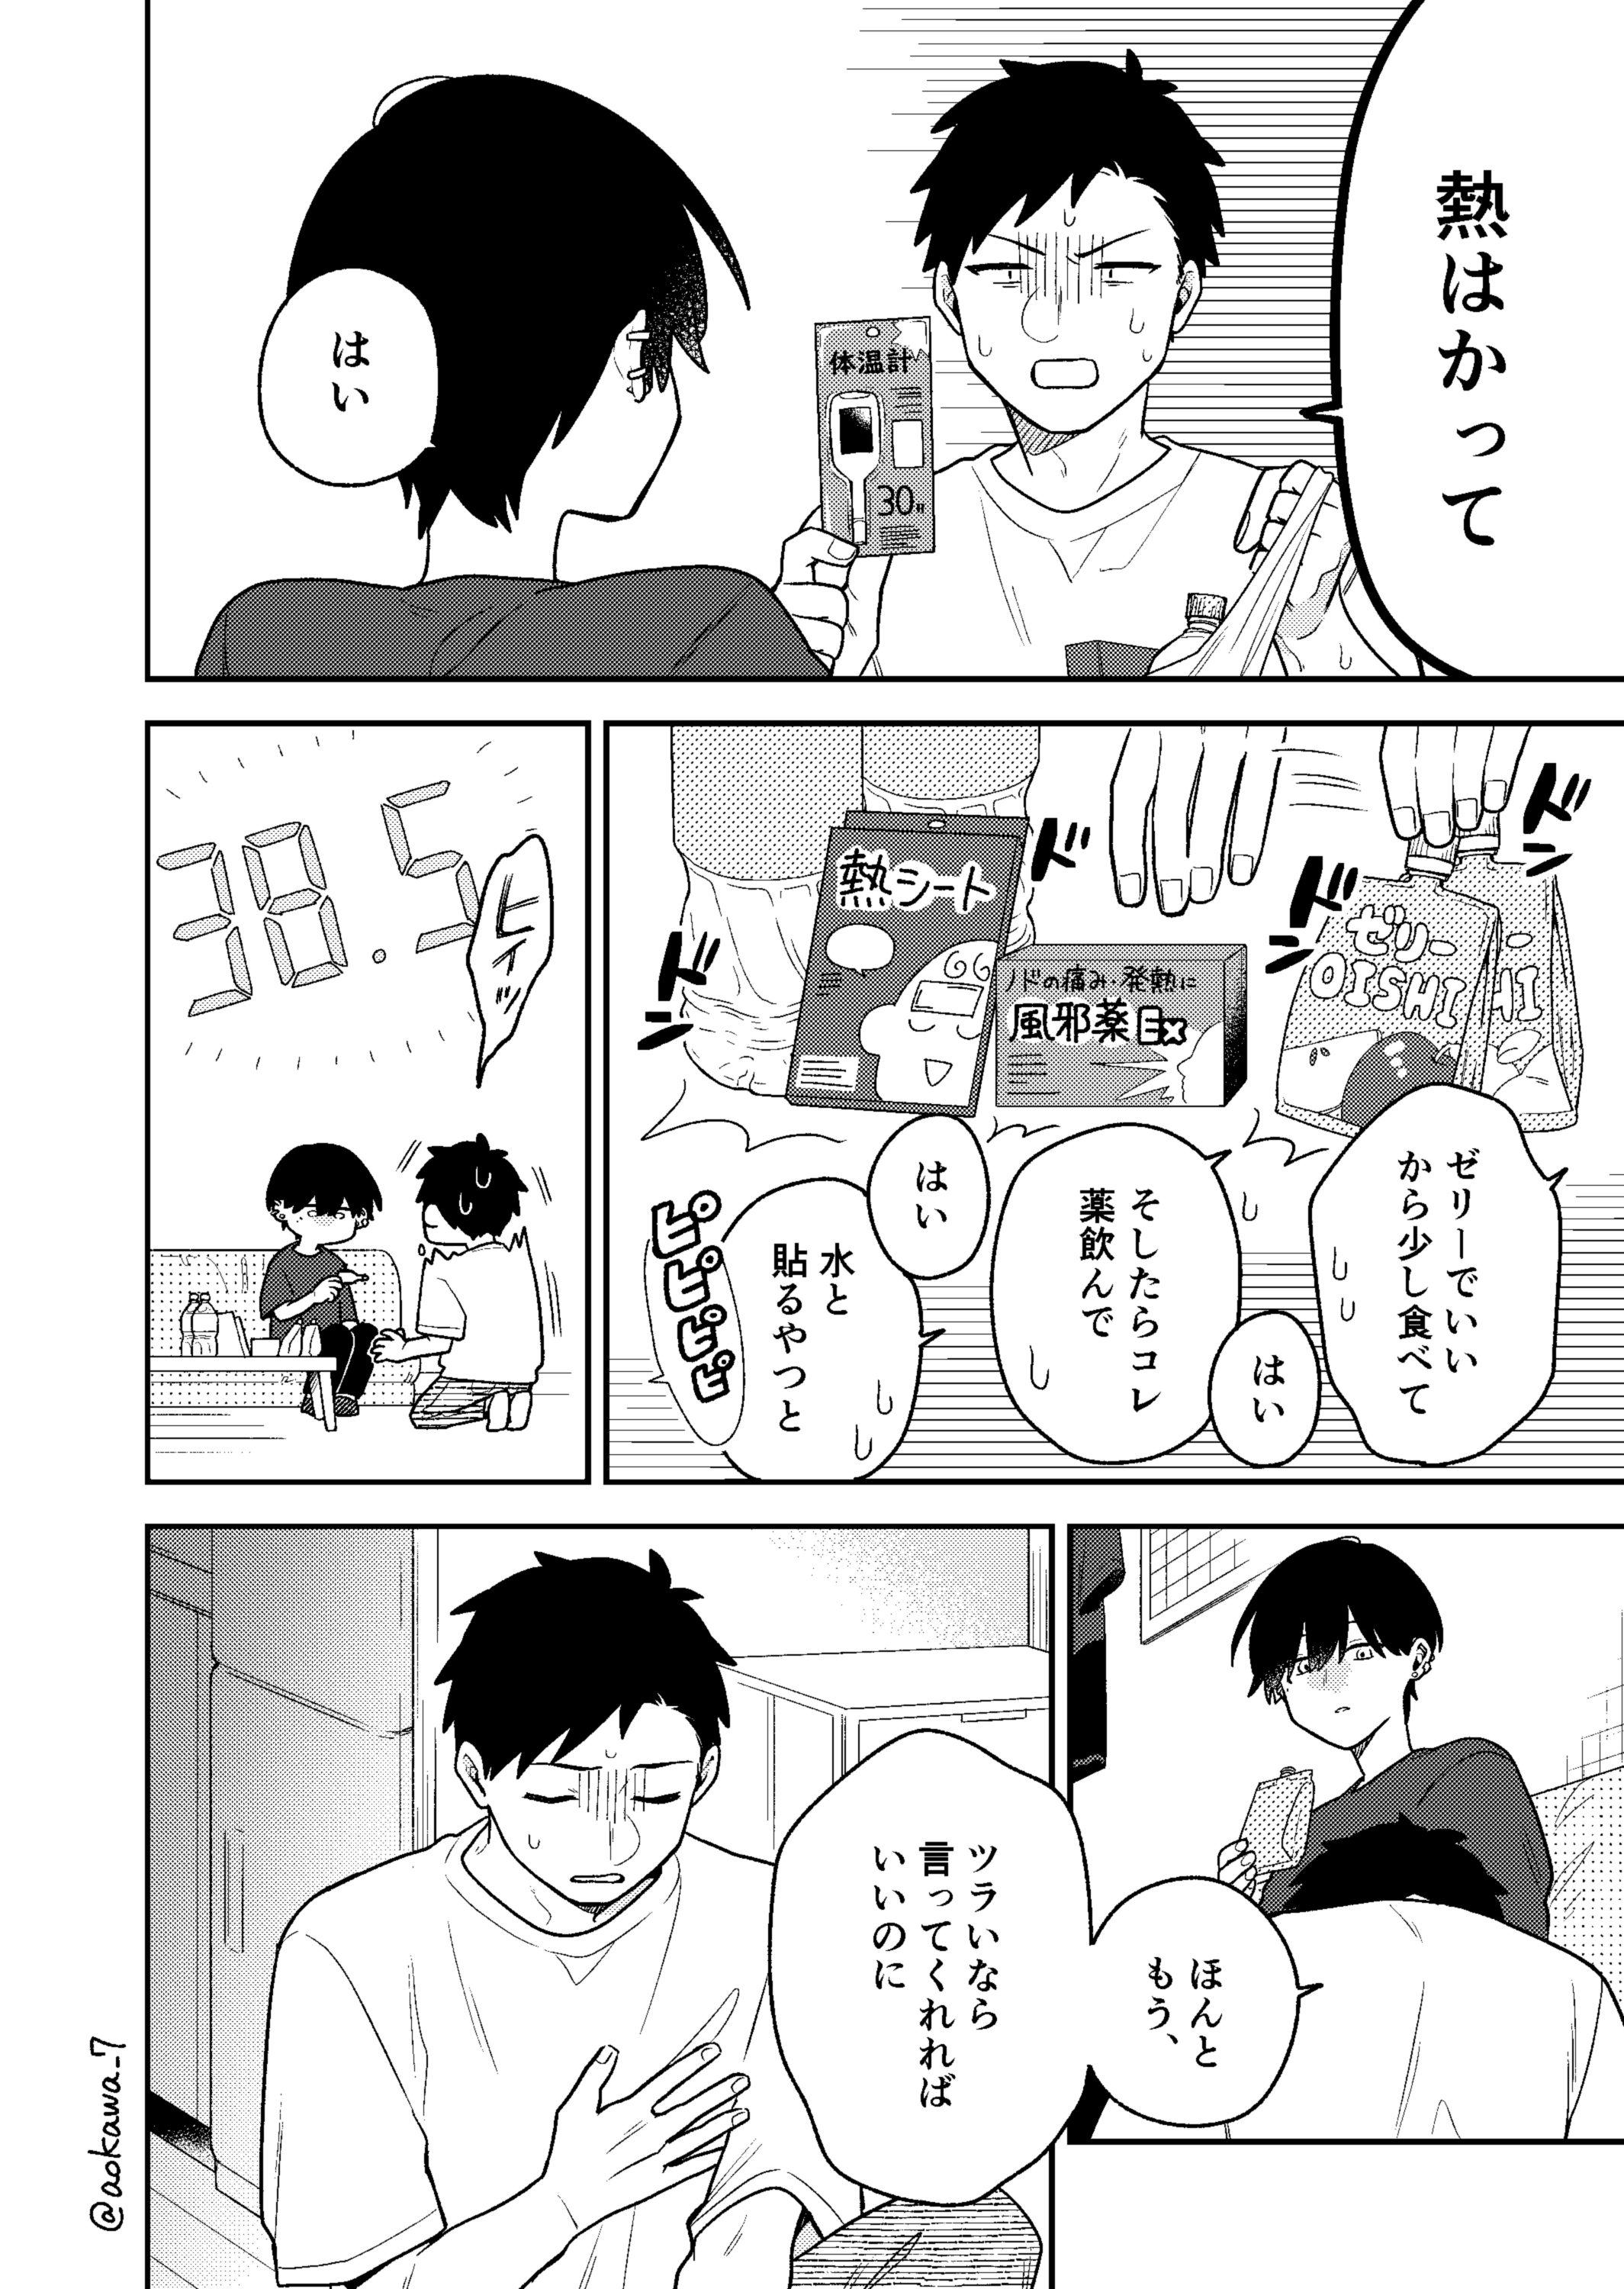 熱はかって
体温計
30秒
はい
ドン
ゼリー
OISHI
ー
HI
ド
ノドの痛み・発熱に
風邪薬EX
熱シート
ドン
ドン
ゼリーでいい
から少し食べて
はい
そしたらコレ
薬飲んで
はい
水と
貼るやつと
ピピピピピ
38.5
ヒィ〃
ほんと
もう、
ツラいなら
言ってくれれば
いいのに
@aokawa_7